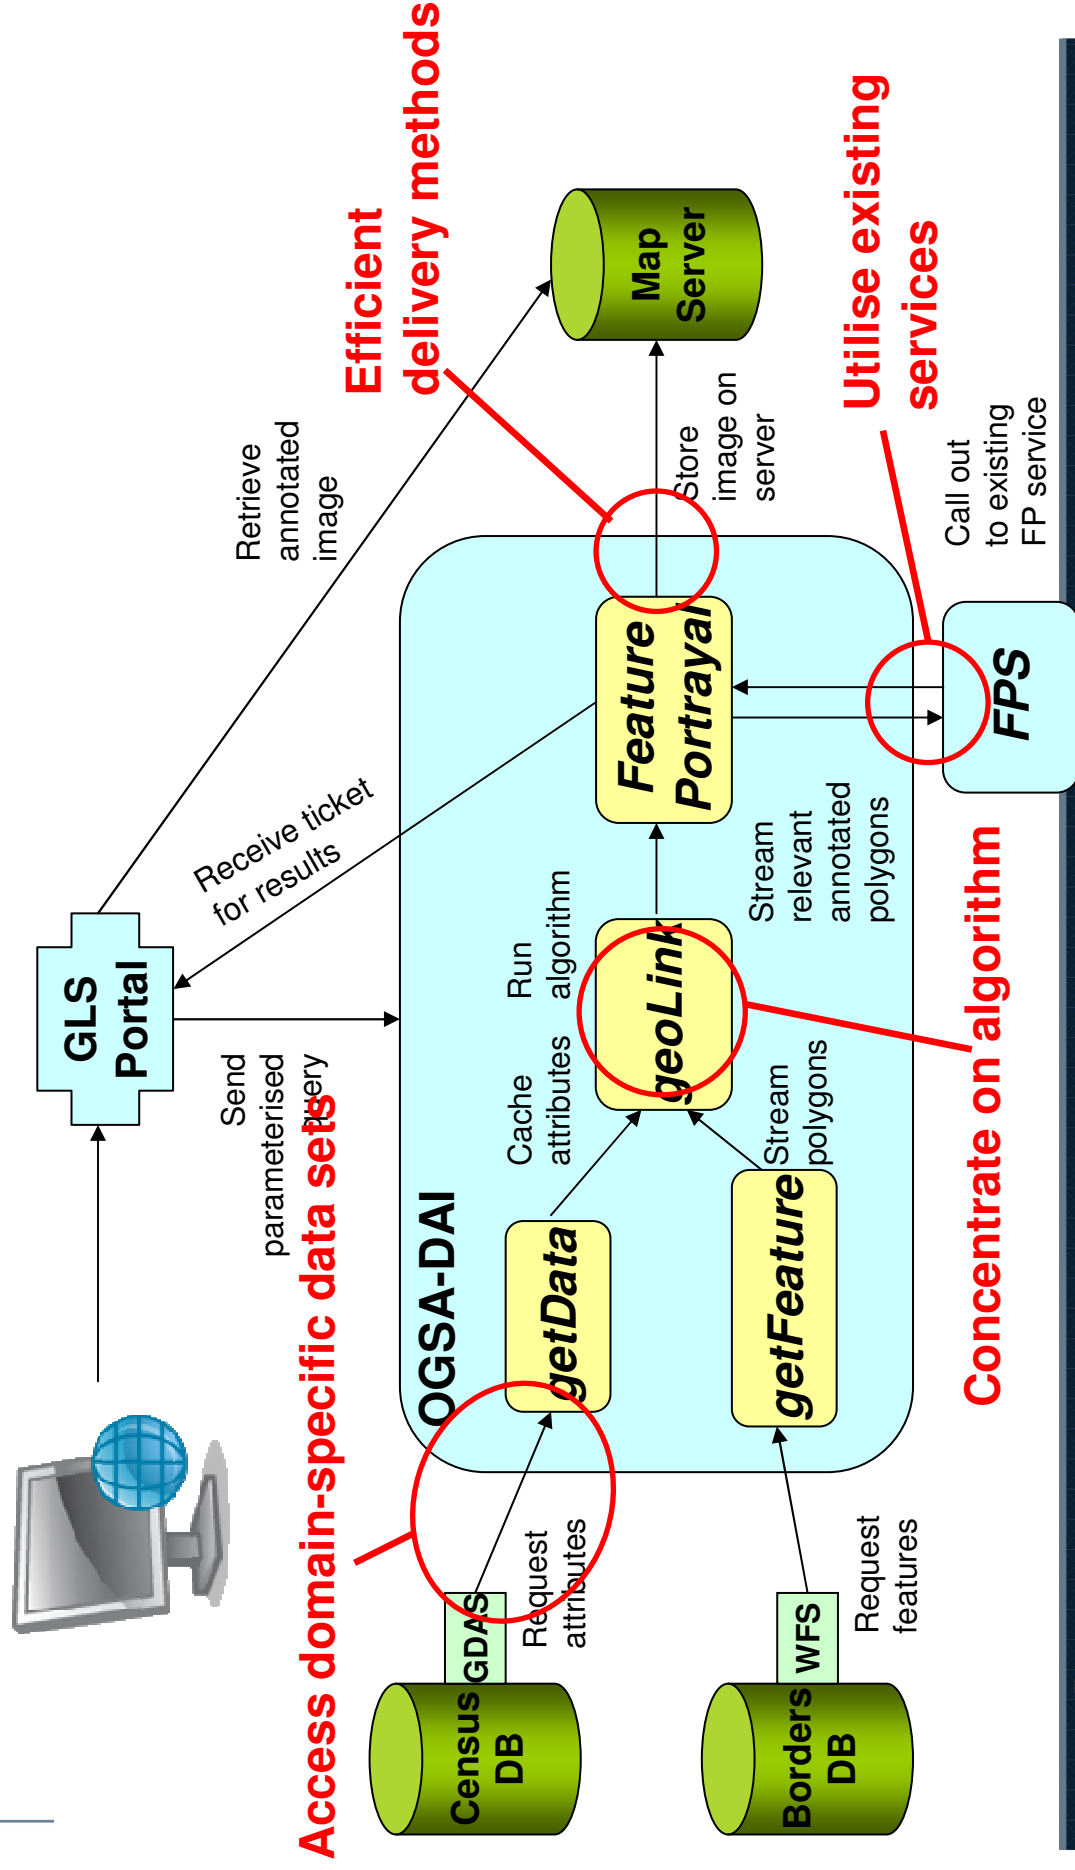 GLS
Portal
Retrieve
annotated
image
Efficient
delivery methods
Receive ticket
for results
Send
parameterised
query
Access domain-specific data sets
OGSA-DAI
Census
DB
GDAS
Request
attributes
getData
Cache
attributes
Run
algorithm
geoLink
Feature
Portrayal
Store
image on
server
Map
Server
Borders
DB
WFS
Request
features
getFeature
Stream
polygons
Stream
relevant
annotated
polygons
Utilise existing
services
Call out
to existing
FP service
FPS
Concentrate on algorithm